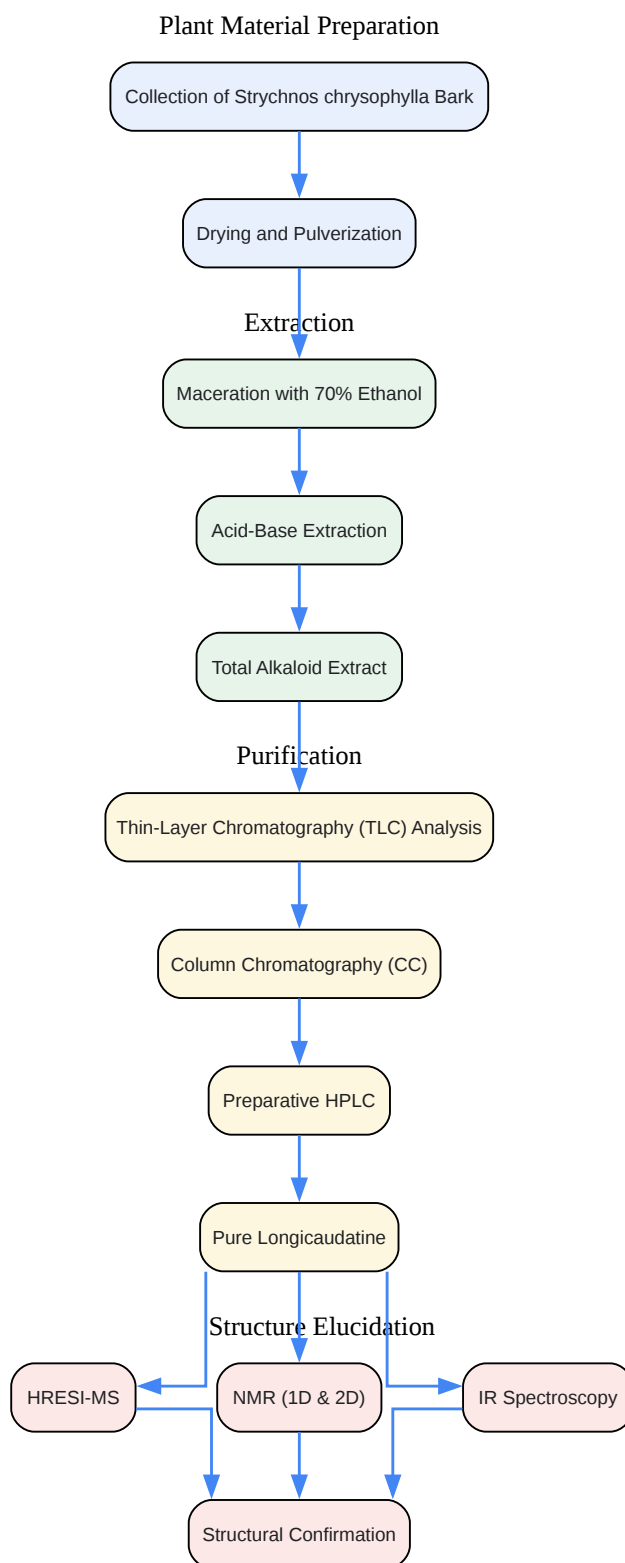 Plant Material Preparation
Collection of Strychnos chrysophylla Bark
Drying and Pulverization
Extraction
Maceration with 70% Ethanol
Acid-Base Extraction
Total Alkaloid Extract
Purification
Thin-Layer Chromatography (TLC) Analysis
Column Chromatography (CC)
Preparative HPLC
Pure Longicaudatine
Structure Elucidation
HRESI-MS
NMR (1D & 2D)
IR Spectroscopy
Structural Confirmation